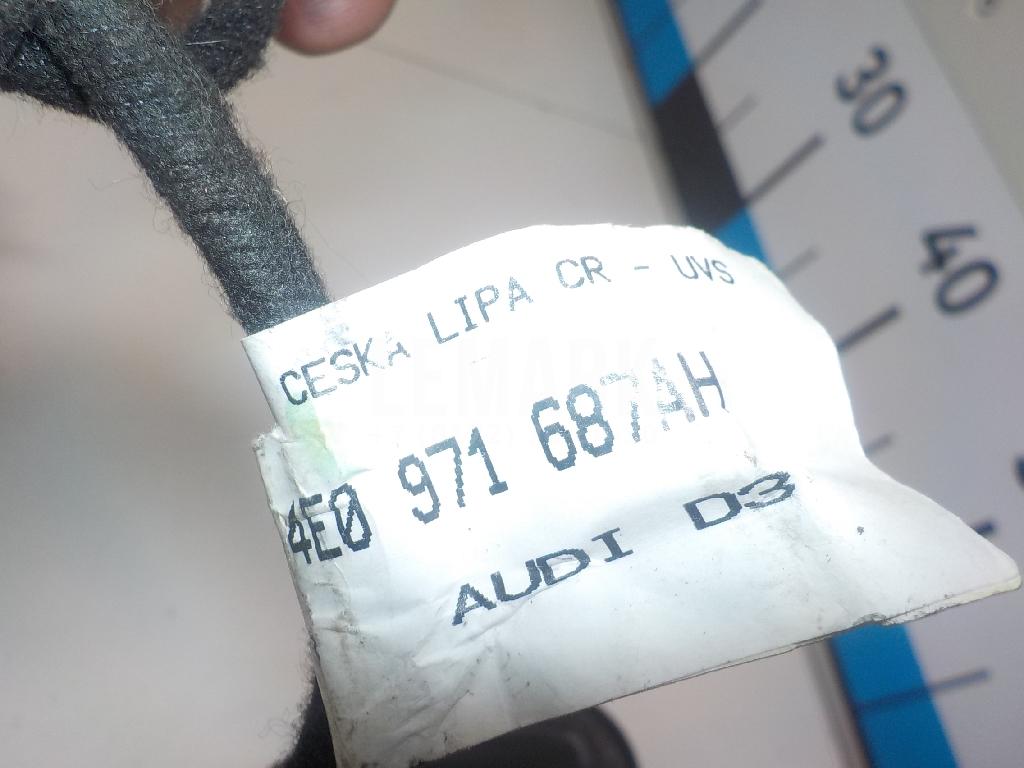 CESKA LIPA CR - UVS
4E0 971 687AH
AUDI D3
30
40